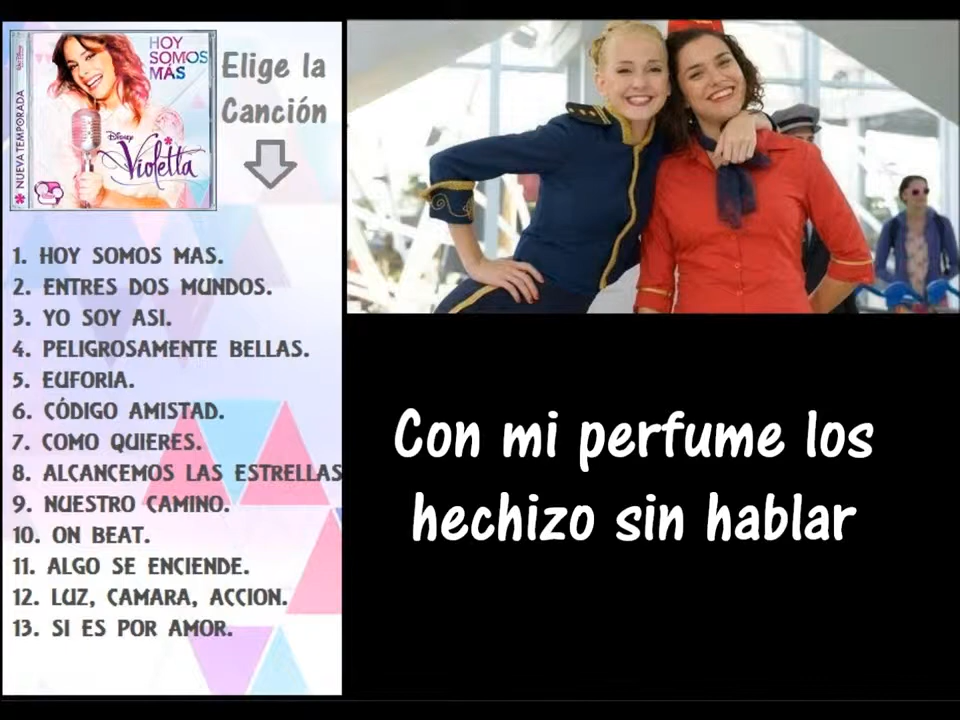 HOY
SOMOS
MÁS
NUEVA TEMPORADA
Disney
Violetta
Elige la
Canción
1. HOY SOMOS MAS.
2. ENTRES DOS MUNDOS.
3. YO SOY ASI.
4. PELIGROSAMENTE BELLAS.
5. EUFORIA.
6. CÓDIGO AMISTAD.
7. COMO QUIERES.
8. ALCANCEMOS LAS ESTRELLAS
9. NUESTRO CAMINO.
10. ON BEAT.
11. ALGO SE ENCIENDE.
12. LUZ, CAMARA, ACCION.
13. SI ES POR AMOR.
Con mi perfume los
hechizo sin hablar